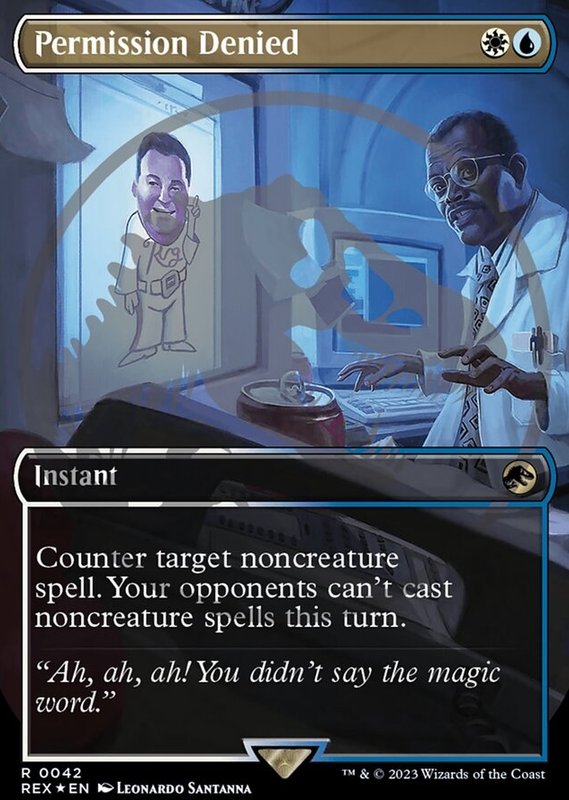 Permission Denied
Instant
Counter target noncreature
spell. Your opponents can't cast
noncreature spells this turn.
“Ah, ah, ah! You didn't say the magic
word.”
R 0042
REX★EN Leonardo Santanna
™ & © 2023 Wizards of the Coast